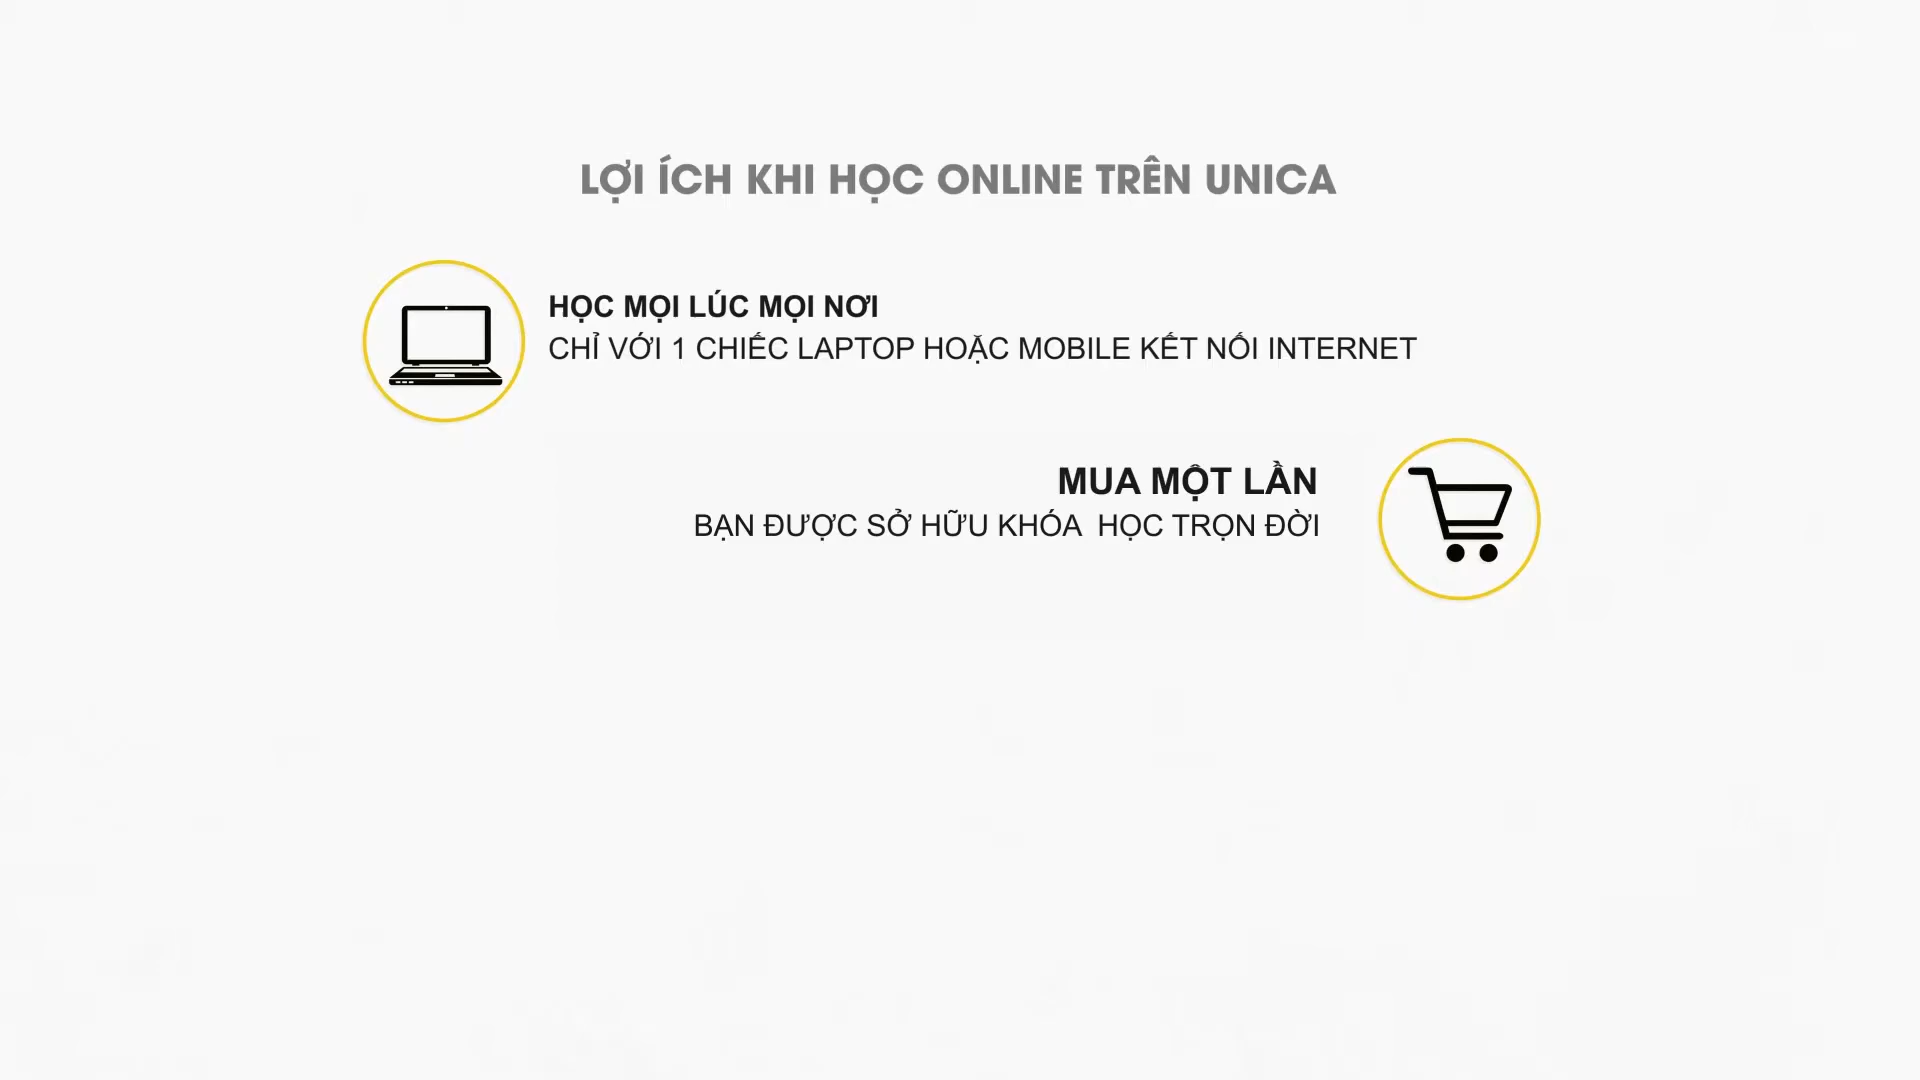 LỢI ÍCH KHI HỌC ONLINE TRÊN UNICA
HỌC MỌI LÚC MỌI NƠI
CHỈ VỚI 1 CHIẾC LAPTOP HOẶC MOBILE KẾT NỐI INTERNET
MUA MỘT LẦN
BẠN ĐƯỢC SỞ HỮU KHÓA HỌC TRỌN ĐỜI